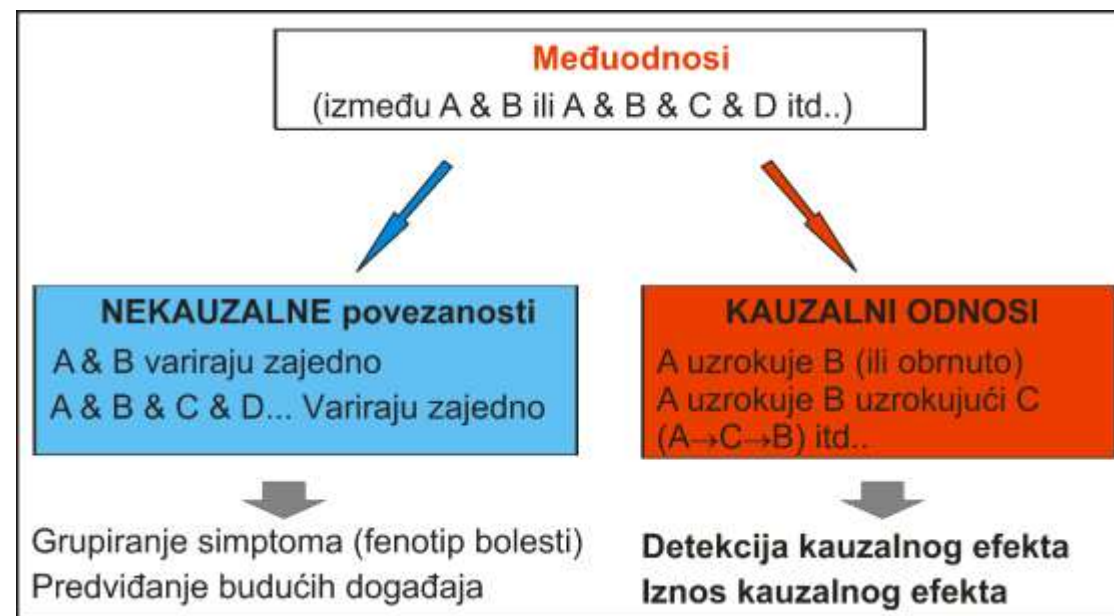 Međuodnosi
(između A & B ili A & B & C & D itd..)
NEKAUZALNE povezanosti
A & B variraju zajedno
A & B & C & D... Variraju zajedno
KAUZALNI ODNOSI
A uzrokuje B (ili obrnuto)
A uzrokuje B uzrokujući C
(A→C→B) itd..
Grupiranje simptoma (fenotip bolesti)
Predviđanje budućih događaja
Detekcija kauzalnog efekta
Iznos kauzalnog efekta